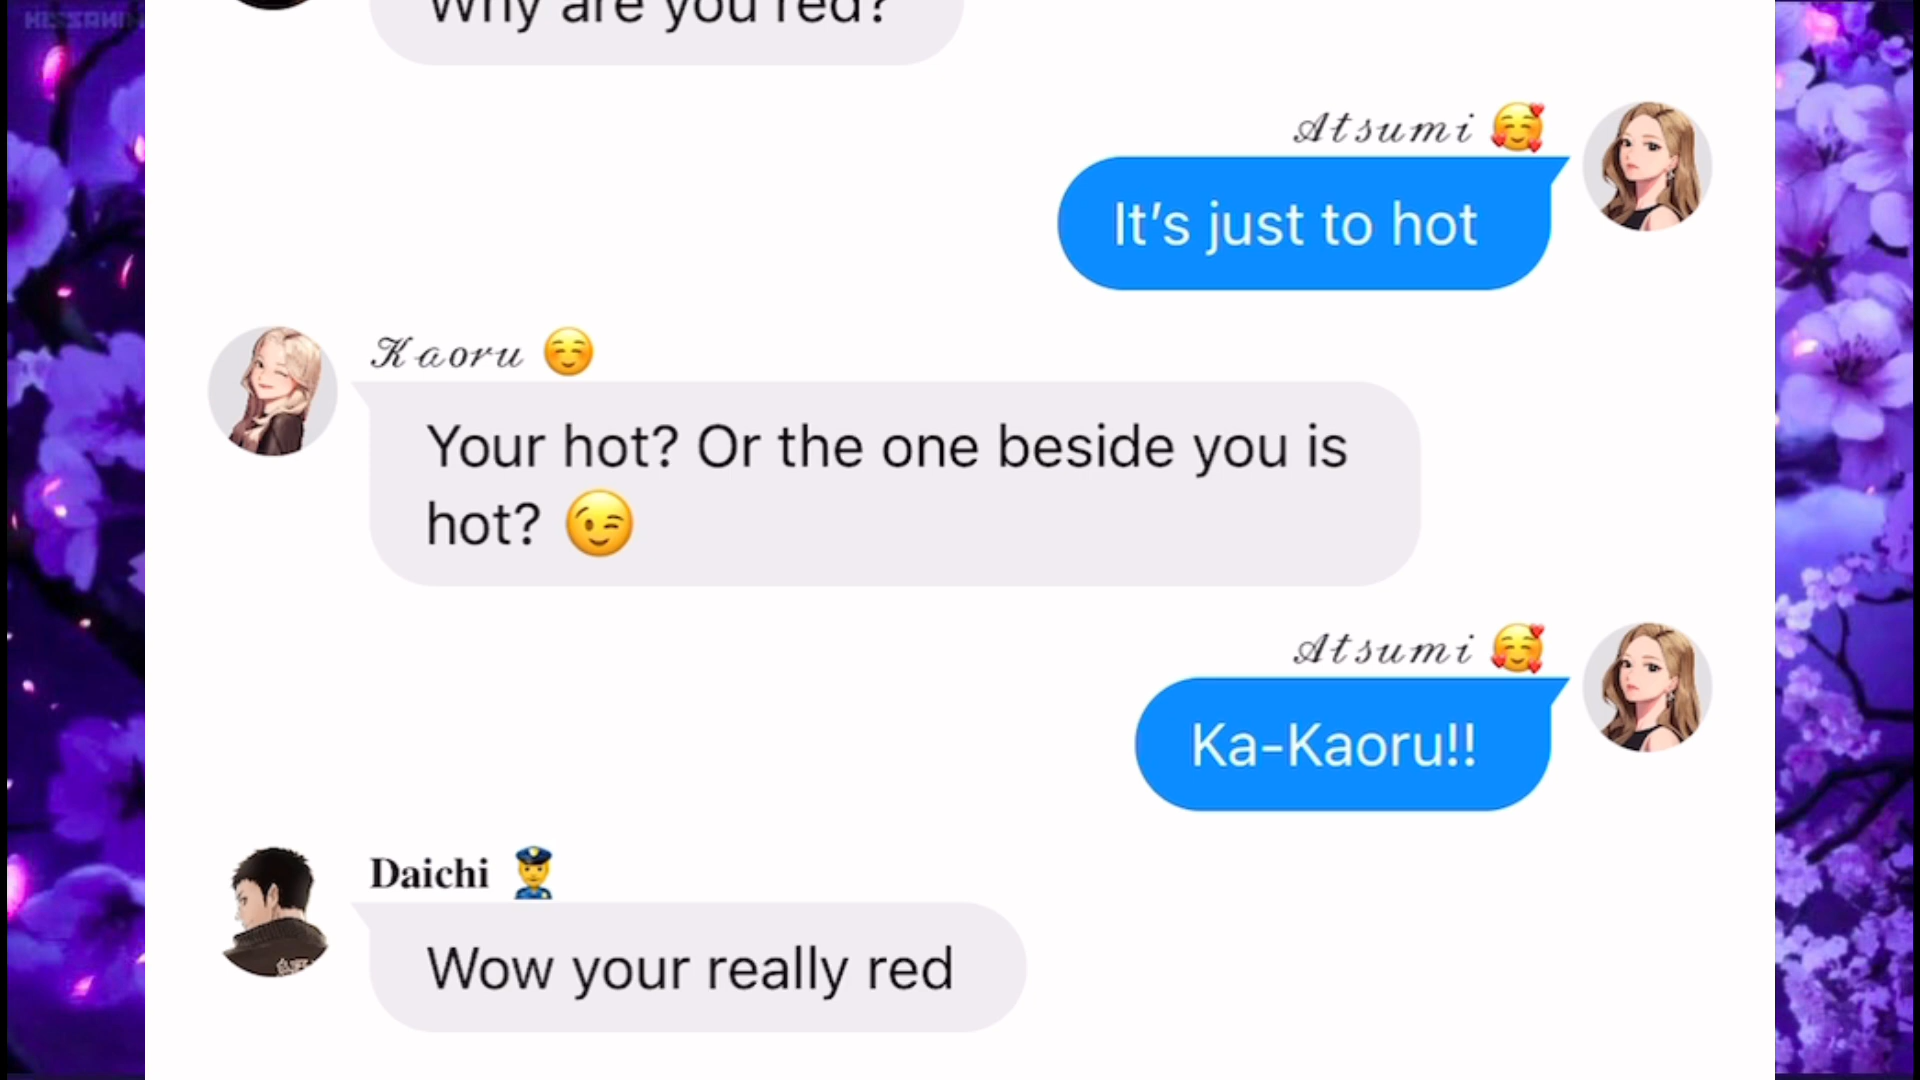 Why are you red?
Atsumi 🥰
It's just to hot
Kaoru ☺️
Your hot? Or the one beside you is
hot? 😉
Atsumi 🥰
Ka-Kaoru!!
Daichi 👮
Wow your really red